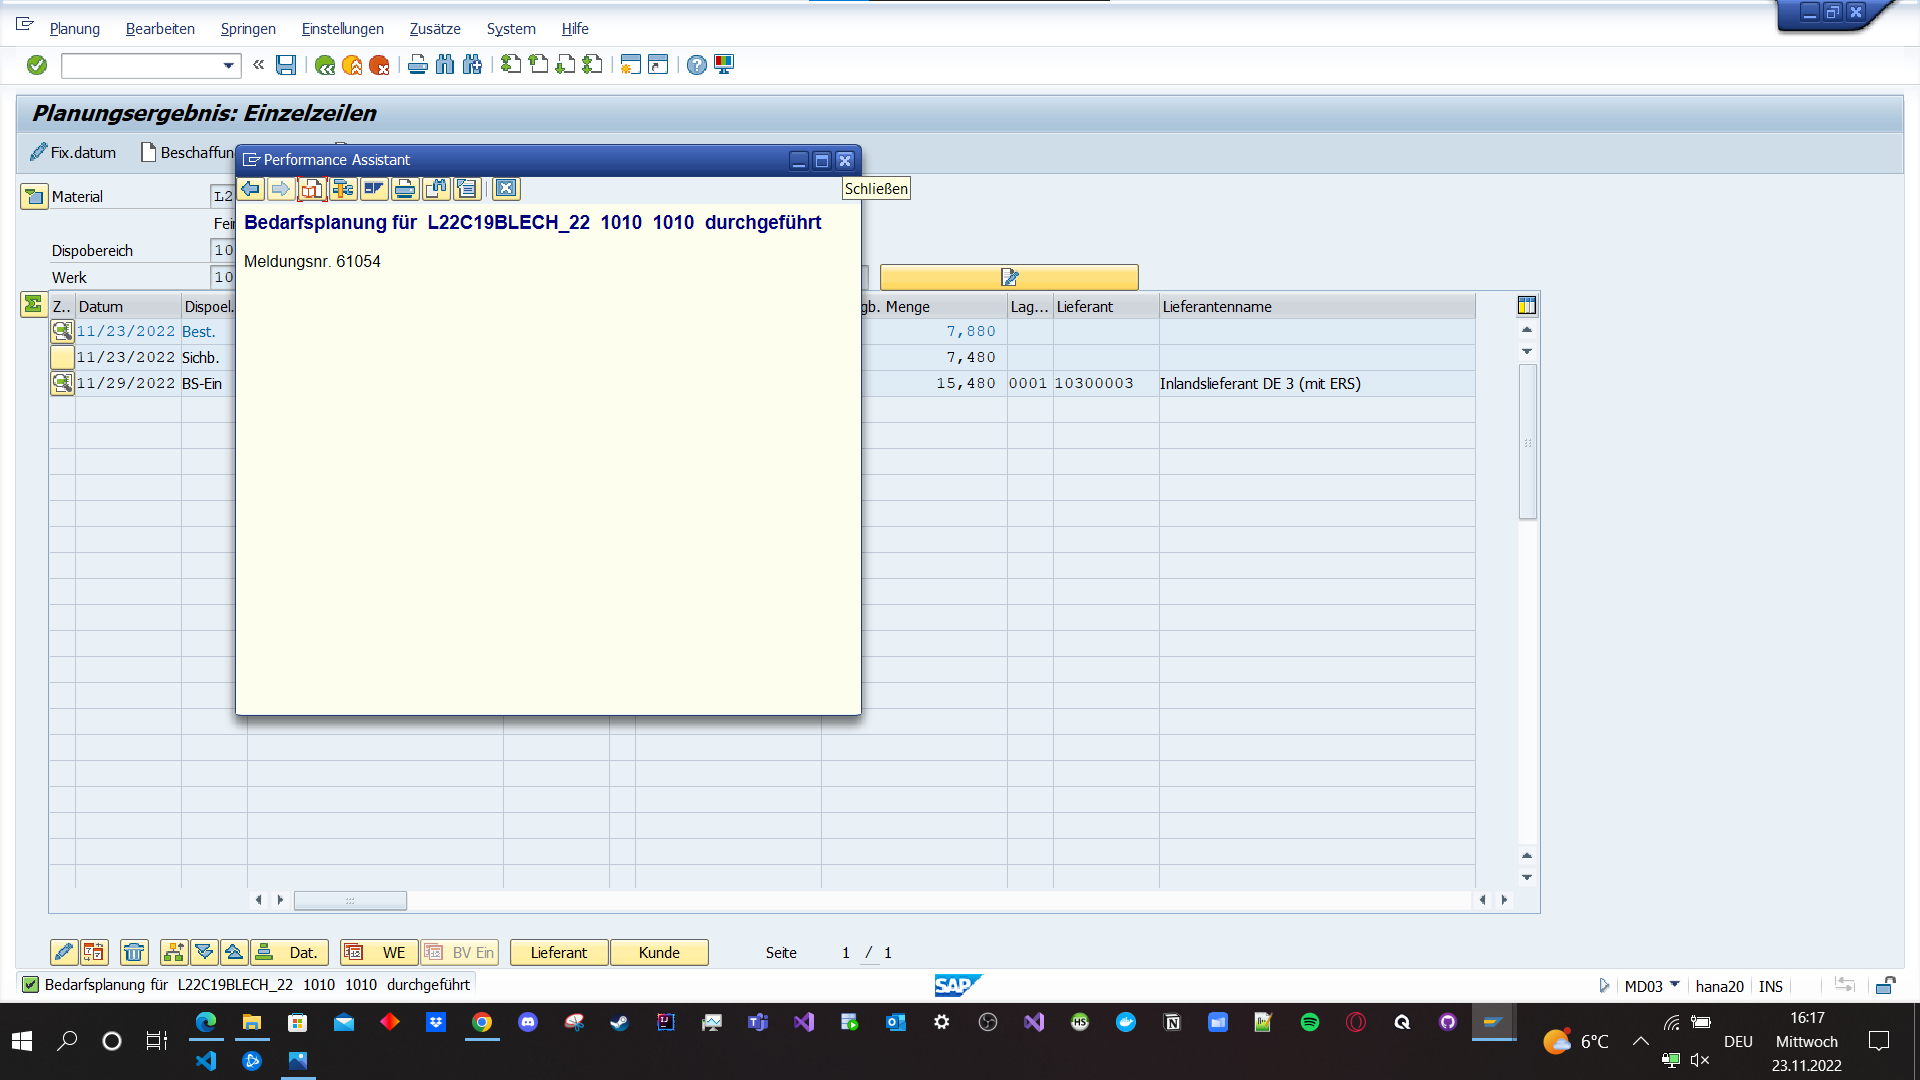 Planung Bearbeiten Springen Einstellungen Zusätze System Hilfe
Planungsergebnis: Einzelzeilen
Fix.datum Beschaffun
Performance Assistant
Schließen
Material L2
Bedarfsplanung für L22C19BLECH_22 1010 1010 durchgeführt
Fei
Dispobereich 10
Meldungsnr. 61054
Werk 10
Z.. Datum Dispoel. gb. Menge Lag... Lieferant Lieferantenname
11/23/2022 Best. 7,880
11/23/2022 Sichb. 7,480
11/29/2022 BS-Ein 15,480 0001 10300003 Inlandslieferant DE 3 (mit ERS)
Dat. WE BV Ein Lieferant Kunde Seite 1 / 1
Bedarfsplanung für L22C19BLECH_22 1010 1010 durchgeführt
SAP
MD03 hana20 INS
6°C
DEU
16:17
Mittwoch
23.11.2022